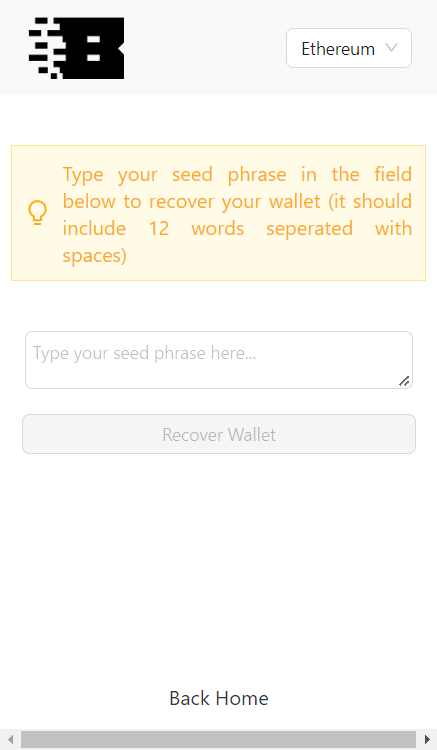 B
Ethereum
Type your seed phrase in the field
below to recover your wallet (it should
include 12 words seperated with
spaces)
Type your seed phrase here...
Recover Wallet
Back Home